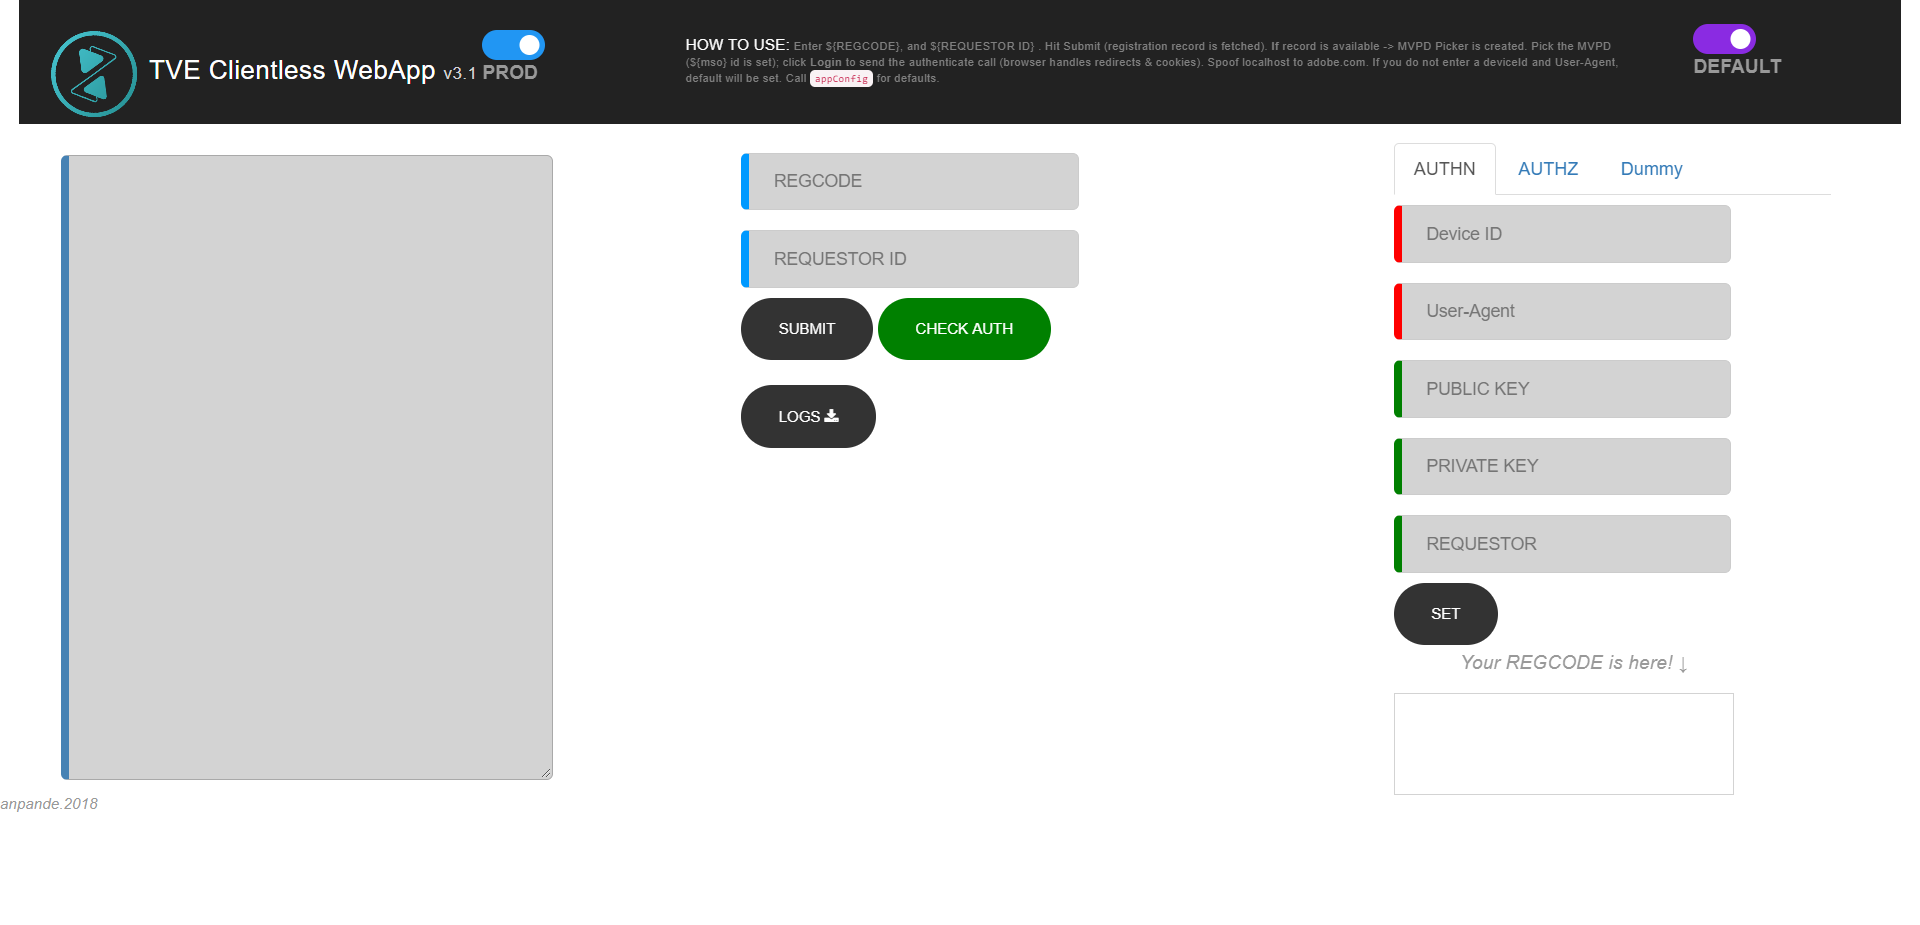 TVE Clientless WebApp v3.1 PROD
HOW TO USE: Enter ${REGCODE}, and ${REQUESTOR ID} . Hit Submit (registration record is fetched). If record is available -> MVPD Picker is created. Pick the MVPD
(${mso} id is set); click Login to send the authenticate call (browser handles redirects & cookies). Spoof localhost to adobe.com. If you do not enter a deviceId and User-Agent,
default will be set. Call appConfig for defaults.
DEFAULT
REGCODE
REQUESTOR ID
SUBMIT CHECK AUTH
LOGS
AUTHN AUTHZ Dummy
Device ID
User-Agent
PUBLIC KEY
PRIVATE KEY
REQUESTOR
SET
Your REGCODE is here! ↓
anpande.2018